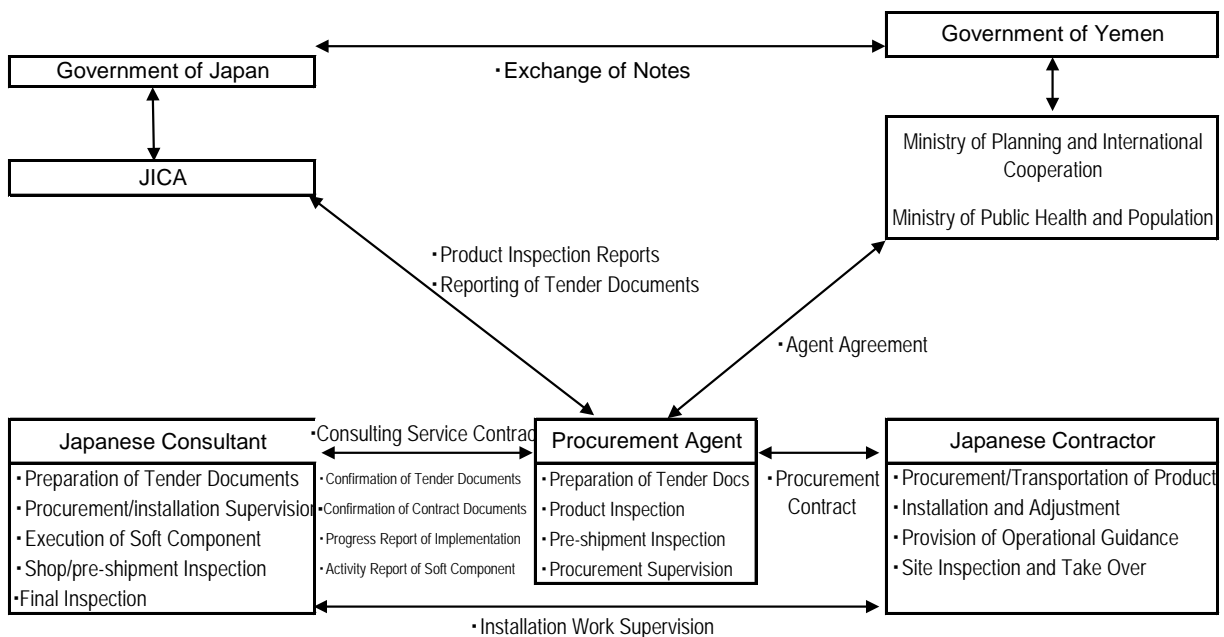 Government of Yemen
Government of Japan
・Exchange of Notes
Ministry of Planning and International
Cooperation
Ministry of Public Health and Population
JICA
・Product Inspection Reports
・Reporting of Tender Documents
・Agent Agreement
Japanese Consultant
・Preparation of Tender Documents
・Procurement/installation Supervision
・Execution of Soft Component
・Shop/pre-shipment Inspection
・Final Inspection
・Consulting Service Contrac
・Confirmation of Tender Documents
・Confirmation of Contract Documents
・Progress Report of Implementation
・Activity Report of Soft Component
Procurement Agent
・Preparation of Tender Docs
・Product Inspection
・Pre-shipment Inspection
・Procurement Supervision
・Procurement
Contract
Japanese Contractor
・Procurement/Transportation of Product
・Installation and Adjustment
・Provision of Operational Guidance
・Site Inspection and Take Over
・Installation Work Supervision